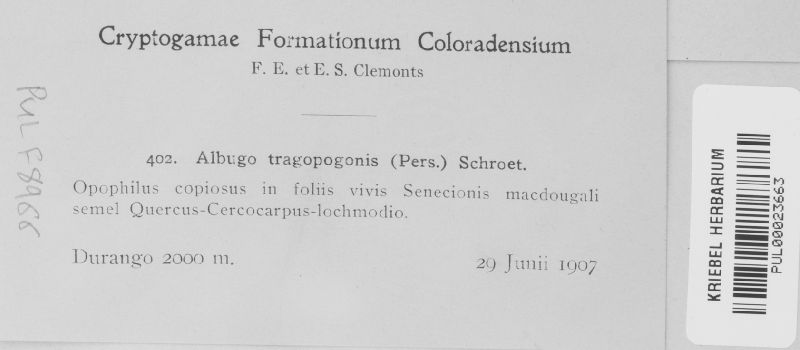 Cryptogamae Formationum Coloradensium
F. E. et E. S. Clemonts
402. Albugo tragopogonis (Pers.) Schroet.
Opophilus copiosus in foliis vivis Senecionis macdougali
semel Quercus-Cercocarpus-lochmodio.
Durango 2000 m.
29 Junii 1907
PUL F8966
KRIEBEL HERBARIUM
PUL00023663